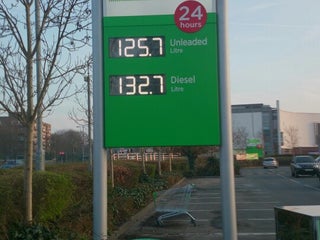 24
hours
125.7 Unleaded
Litre
132.7 Diesel
Litre